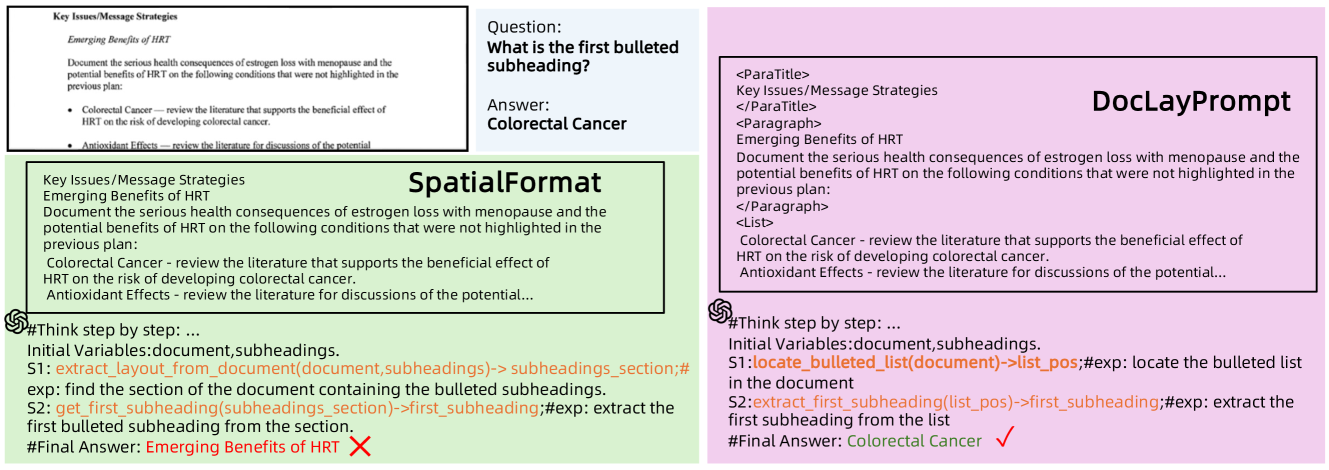 Key Issues/Message Strategies
Emerging Benefits of HRT
Document the serious health consequences of estrogen loss with menopause and the
potential benefits of HRT on the following conditions that were not highlighted in the
previous plan:
• Colorectal Cancer — review the literature that supports the beneficial effect of
HRT on the risk of developing colorectal cancer.
• Antioxidant Effects — review the literature for discussions of the potential
Question:
What is the first bulleted
subheading?
Answer:
Colorectal Cancer
SpatialFormat
Key Issues/Message Strategies
Emerging Benefits of HRT
Document the serious health consequences of estrogen loss with menopause and the
potential benefits of HRT on the following conditions that were not highlighted in the
previous plan:
Colorectal Cancer - review the literature that supports the beneficial effect of
HRT on the risk of developing colorectal cancer.
Antioxidant Effects - review the literature for discussions of the potential...
#Think step by step: ...
Initial Variables:document,subheadings.
S1: extract_layout_from_document(document,subheadings)-> subheadings_section;#
exp: find the section of the document containing the bulleted subheadings.
S2: get_first_subheading(subheadings_section)->first_subheading;#exp: extract the
first bulleted subheading from the section.
#Final Answer: Emerging Benefits of HRT
DocLayPrompt
<ParaTitle>
Key Issues/Message Strategies
</ParaTitle>
<Paragraph>
Emerging Benefits of HRT
Document the serious health consequences of estrogen loss with menopause and the
potential benefits of HRT on the following conditions that were not highlighted in the
previous plan:
</Paragraph>
<List>
Colorectal Cancer - review the literature that supports the beneficial effect of
HRT on the risk of developing colorectal cancer.
Antioxidant Effects - review the literature for discussions of the potential...
#Think step by step: ...
Initial Variables:document,subheadings.
S1:locate_bulleted_list(document)->list_pos;#exp: locate the bulleted list
in the document
S2:extract_first_subheading(list_pos)->first_subheading;#exp: extract the
first subheading from the list
#Final Answer: Colorectal Cancer